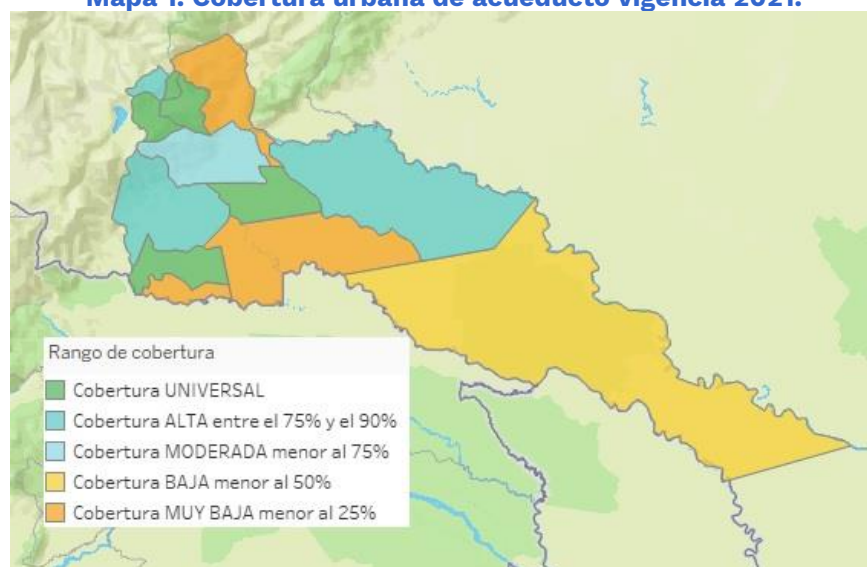 Mapa 1. Cobertura urbana de acueducto vigencia 2021.
Rango de cobertura
Cobertura UNIVERSAL
Cobertura ALTA entre el 75% y el 90%
Cobertura MODERADA menor al 75%
Cobertura BAJA menor al 50%
Cobertura MUY BAJA menor al 25%